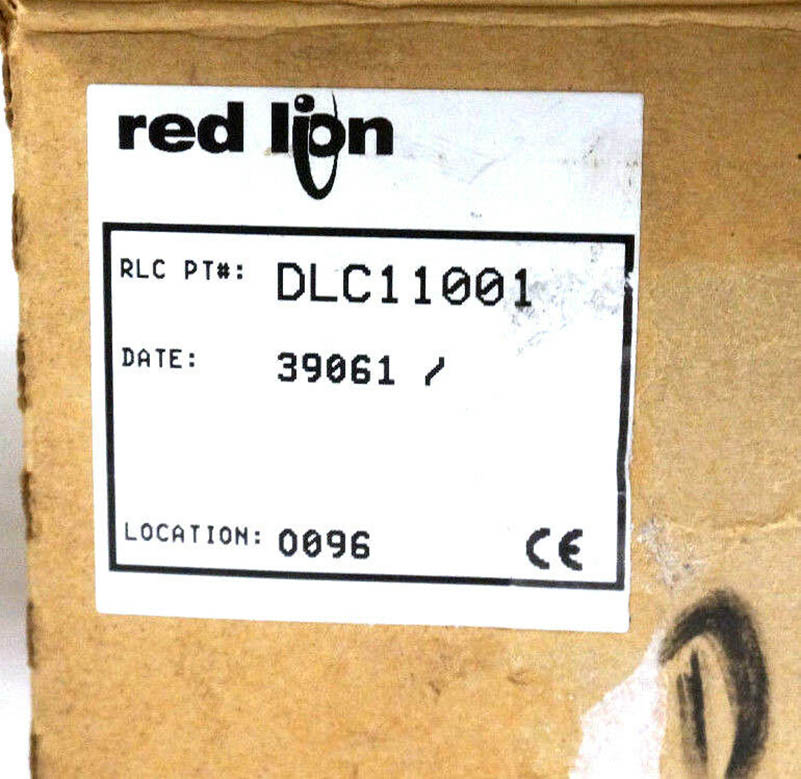 red lion
RLC PT#: DLC11001
DATE: 39061 /
LOCATION: 0096 CE
D